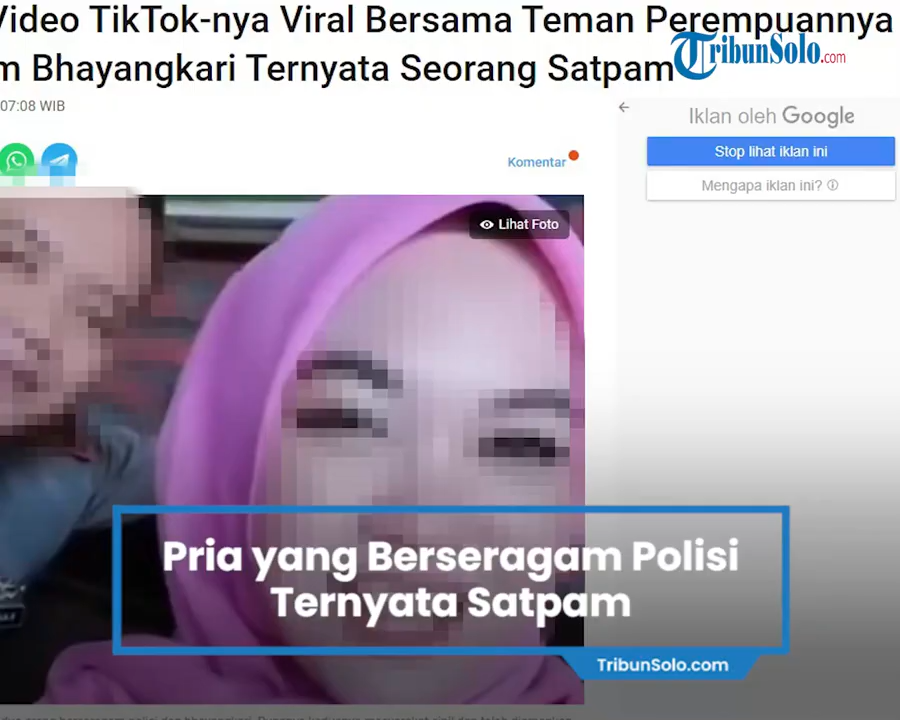 Video TikTok-nya Viral Bersama Teman Perempuannya
m Bhayangkari Ternyata Seorang Satpam
TribunSolo.com
07:08 WIB
Iklan oleh Google
Stop lihat iklan ini
Mengapa iklan ini?
Komentar
Lihat Foto
Pria yang Berseragam Polisi
Ternyata Satpam
TribunSolo.com